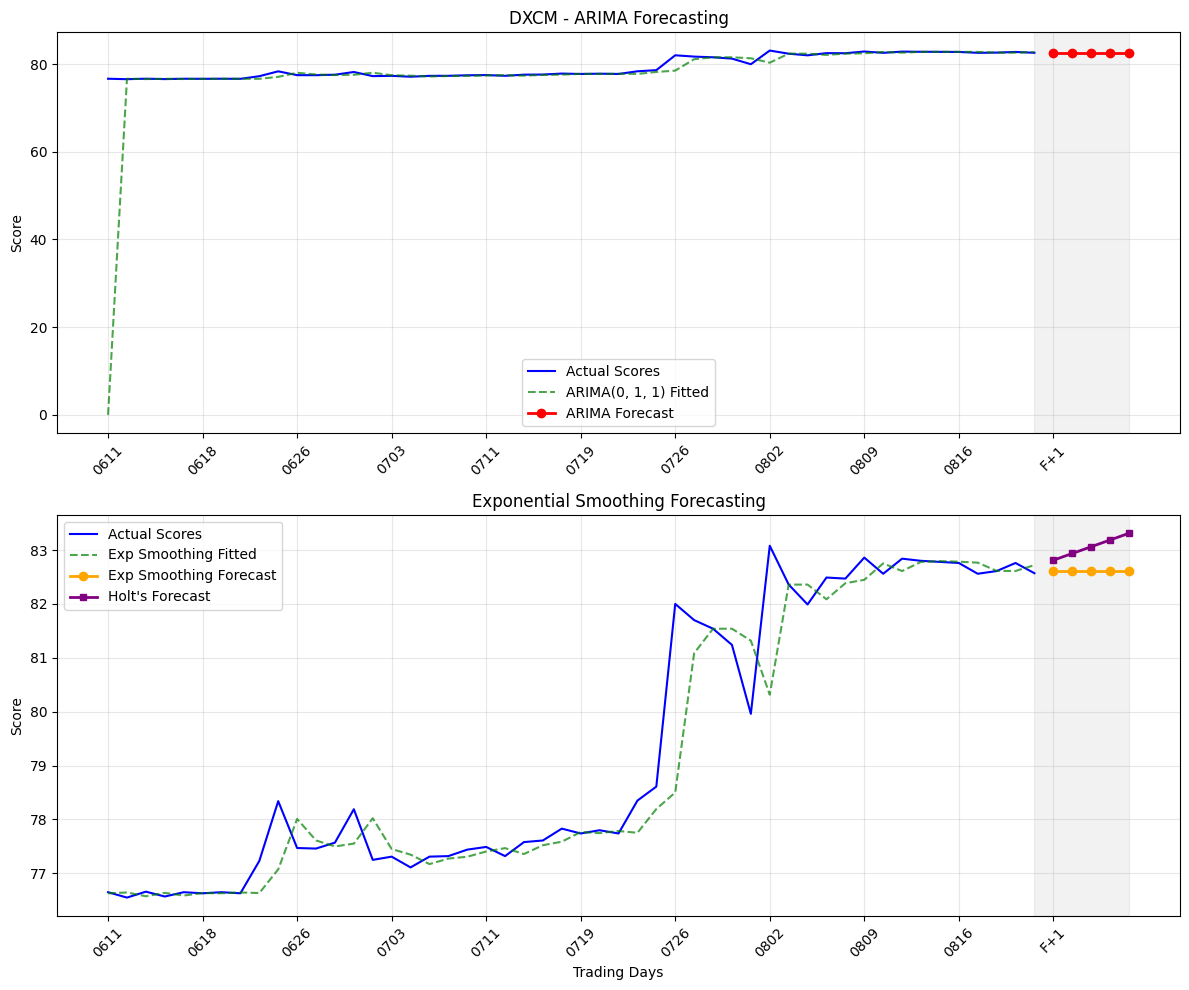 DXCM - ARIMA Forecasting
Score
80
60
40
20
0
Actual Scores
ARIMA(0, 1, 1) Fitted
ARIMA Forecast
0611
0618
0626
0703
0711
0719
0726
0802
0809
0816
F+1
Exponential Smoothing Forecasting
Score
83
82
81
80
79
78
77
Actual Scores
Exp Smoothing Fitted
Exp Smoothing Forecast
Holt's Forecast
0611
0618
0626
0703
0711
0719
0726
0802
0809
0816
F+1
Trading Days